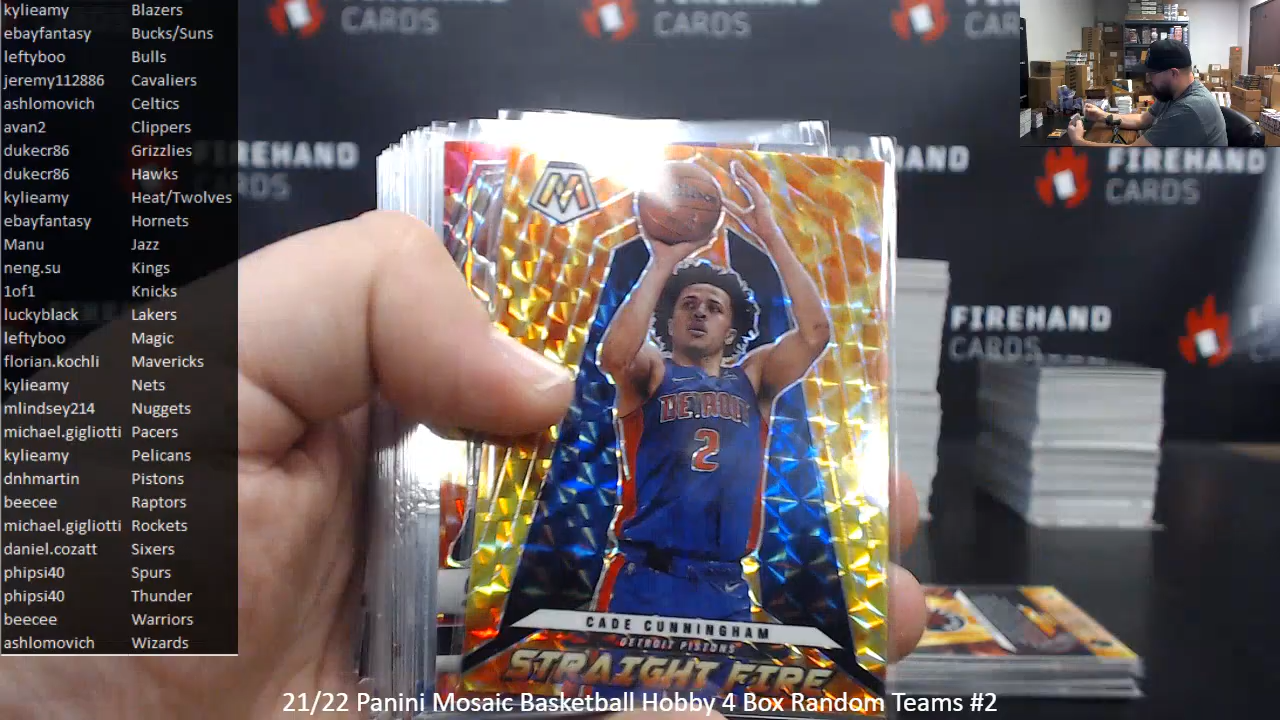 kylieamy Blazers
ebayfantasy Bucks/Suns
leftyboo Bulls
jeremy112886 Cavaliers
ashlomovich Celtics
avan2 Clippers
dukecr86 Grizzlies
dukecr86 Hawks
kylieamy Heat/Twolves
ebayfantasy Hornets
Manu Jazz
neng.su Kings
1of1 Knicks
luckyblack Lakers
leftyboo Magic
florian.kochli Mavericks
kylieamy Nets
mlindsey214 Nuggets
michael.gigliotti Pacers
kylieamy Pelicans
dnhmartin Pistons
beecee Raptors
michael.gigliotti Rockets
daniel.cozatt Sixers
phipsi40 Spurs
phipsi40 Thunder
beecee Warriors
ashlomovich Wizards
FIREHAND
CARDS
FIREHAND
CARDS
FIREHAND
CARDS
FIREHAND
CARDS
M
DETROIT
2
CADE CUNNINGHAM
DETROIT PISTONS
STRAIGHT FIRE
21/22 Panini Mosaic Basketball Hobby 4 Box Random Teams #2